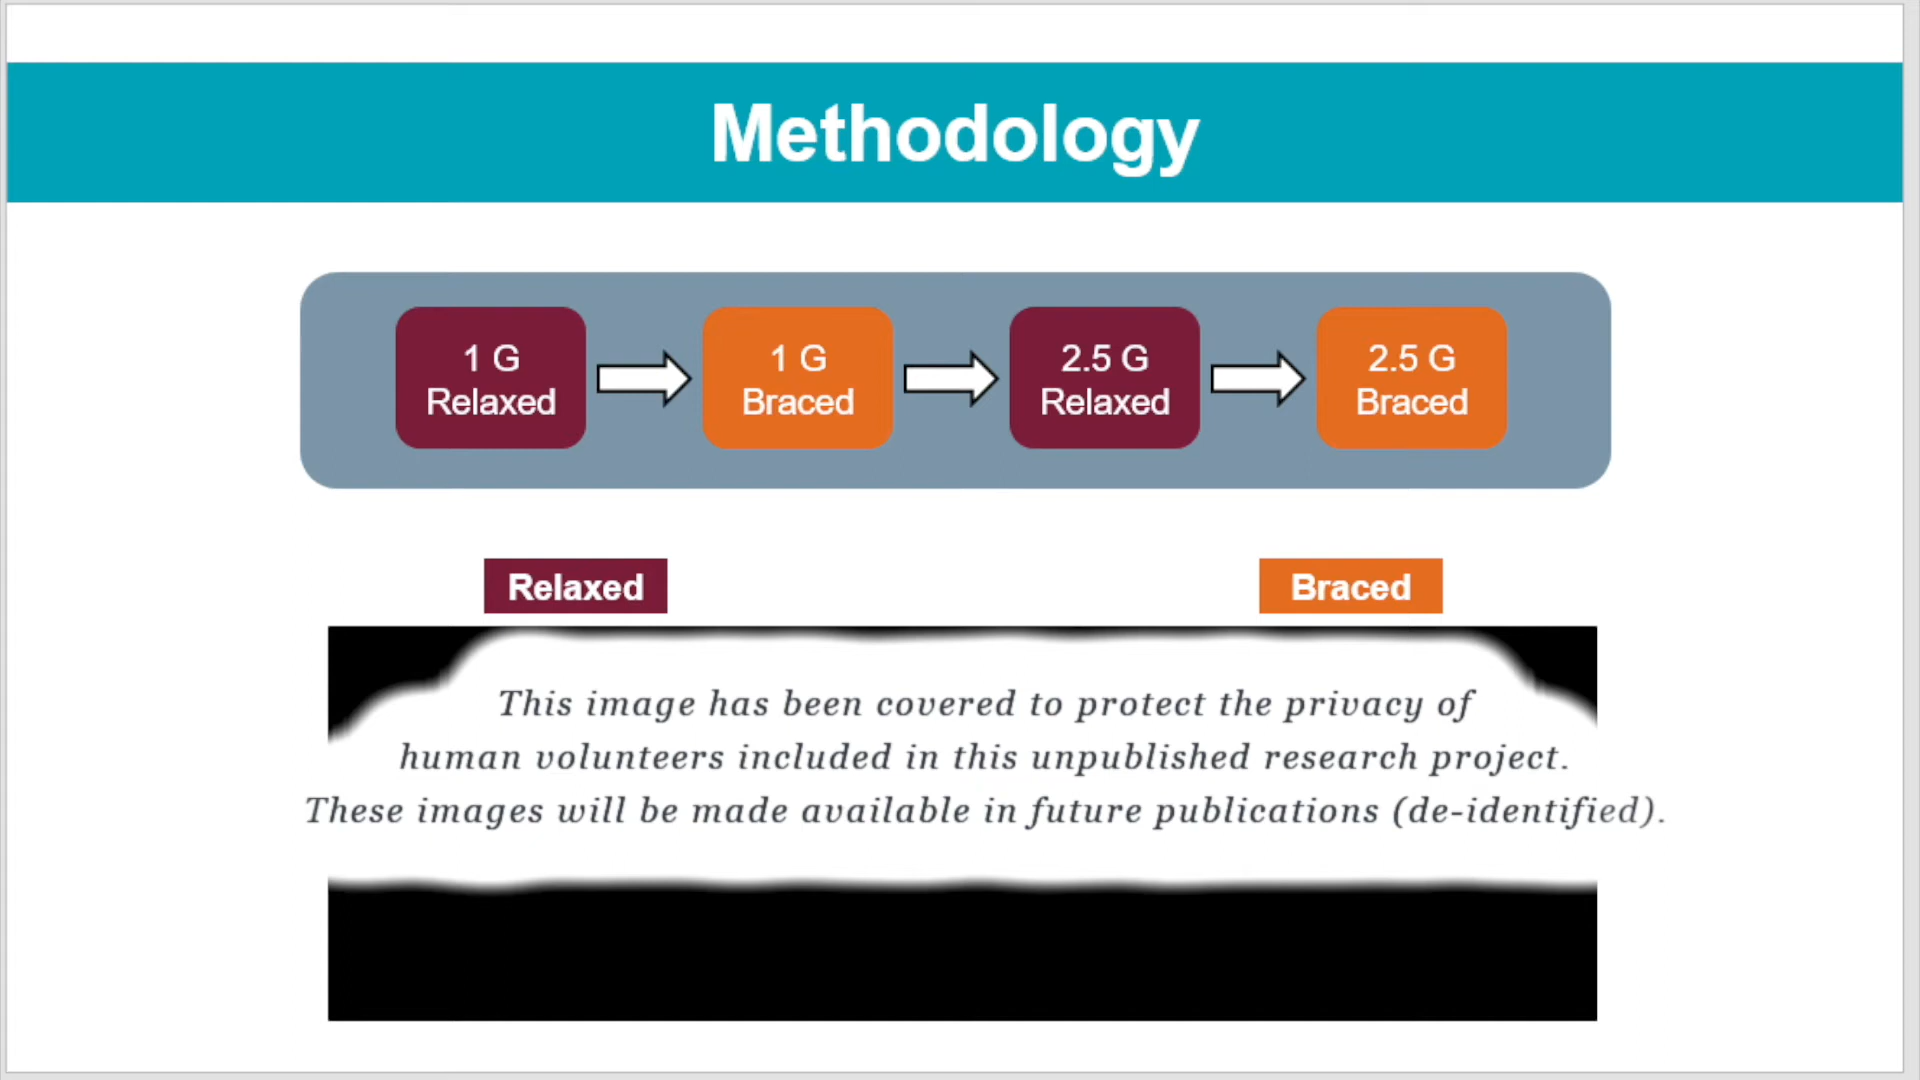 Methodology
1 G
Relaxed
1 G
Braced
2.5 G
Relaxed
2.5 G
Braced
Relaxed
Braced
This image has been covered to protect the privacy of
human volunteers included in this unpublished research project.
These images will be made available in future publications (de-identified).